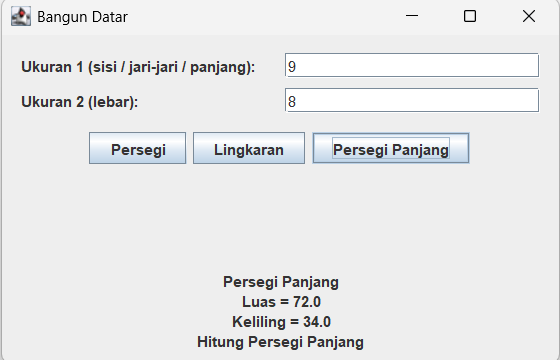 Bangun Datar
Ukuran 1 (sisi / jari-jari / panjang): 9
Ukuran 2 (lebar): 8
Persegi Lingkaran Persegi Panjang
Persegi Panjang
Luas = 72.0
Keliling = 34.0
Hitung Persegi Panjang